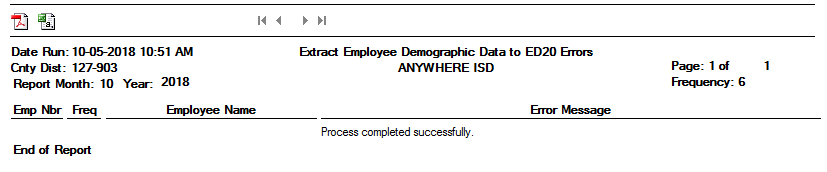 Date Run: 10-05-2018 10:51 AM Extract Employee Demographic Data to ED20 Errors
Cnty Dist: 127-903 ANYWHERE ISD Page: 1 of 1
Report Month: 10 Year: 2018 Frequency: 6
Emp Nbr Freq Employee Name Error Message
Process completed successfully.
End of Report